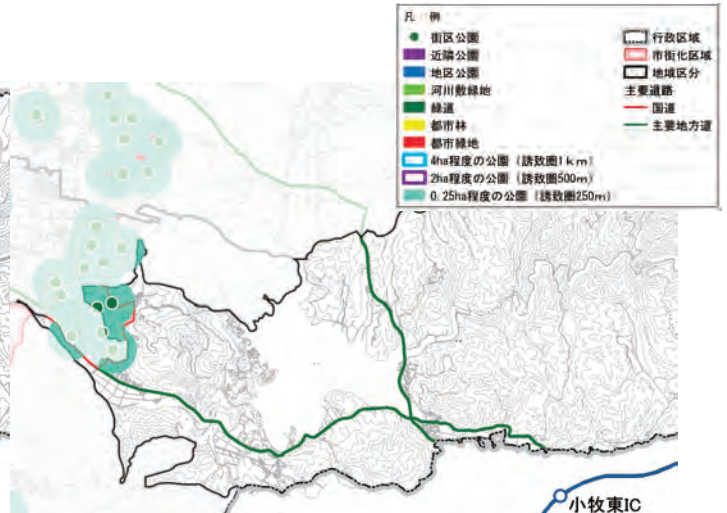 凡 例
街区公園
近隣公園
地区公園
河川敷緑地
緑道
都市林
都市緑地
4ha程度の公園（誘致圏1km）
2ha程度の公園（誘致圏500m）
0.25ha程度の公園（誘致圏250m）
行政区域
市街化区域
地域区分
主要道路
国道
主要地方道
小牧東IC